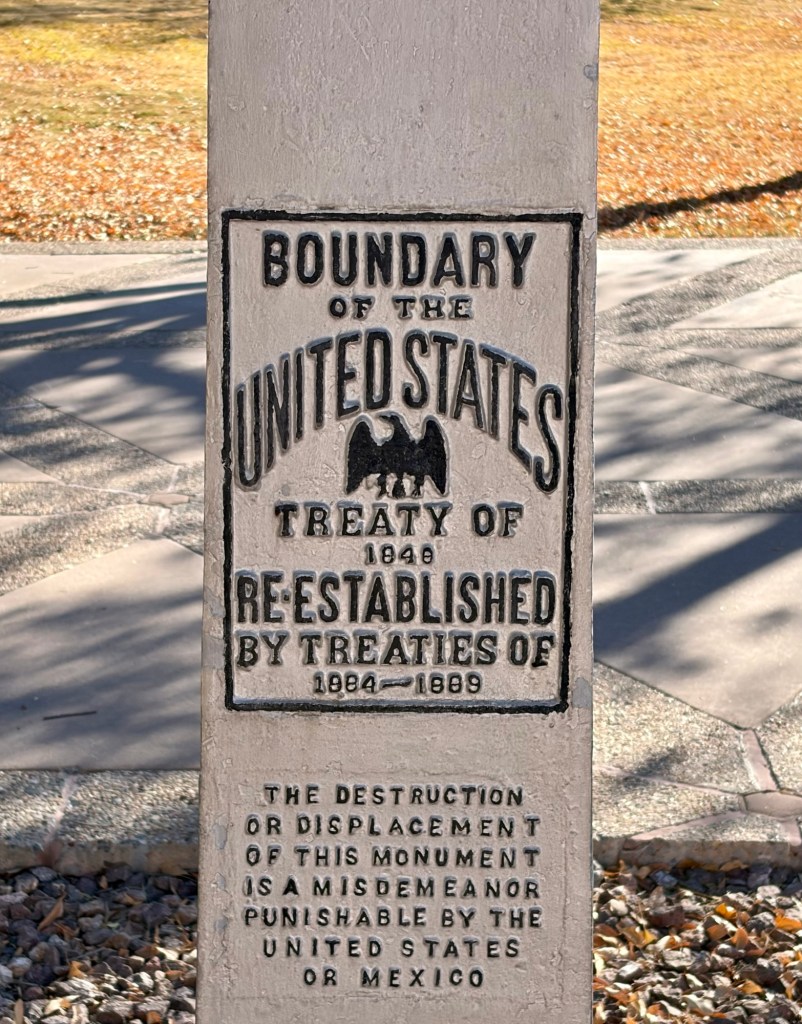 BOUNDARY
OF THE
UNITED STATES
TREATY OF
1848
RE-ESTABLISHED
BY TREATIES OF
1884—1889
THE DESTRUCTION
OR DISPLACEMENT
OF THIS MONUMENT
IS A MISDEMEANOR
PUNISHABLE BY THE
UNITED STATES
OR MEXICO